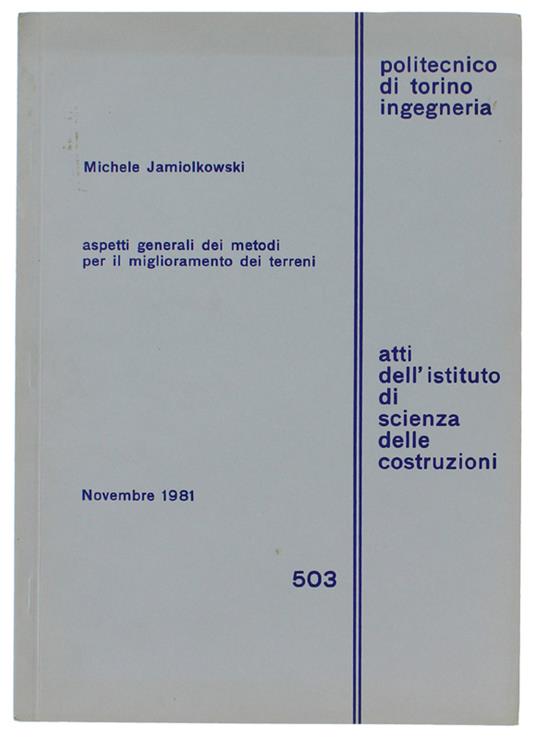 politecnico
di torino
ingegneria
Michele Jamiolkowski
aspetti generali dei metodi
per il miglioramento dei terreni
atti
dell'istituto
di
scienza
delle
costruzioni
Novembre 1981
503